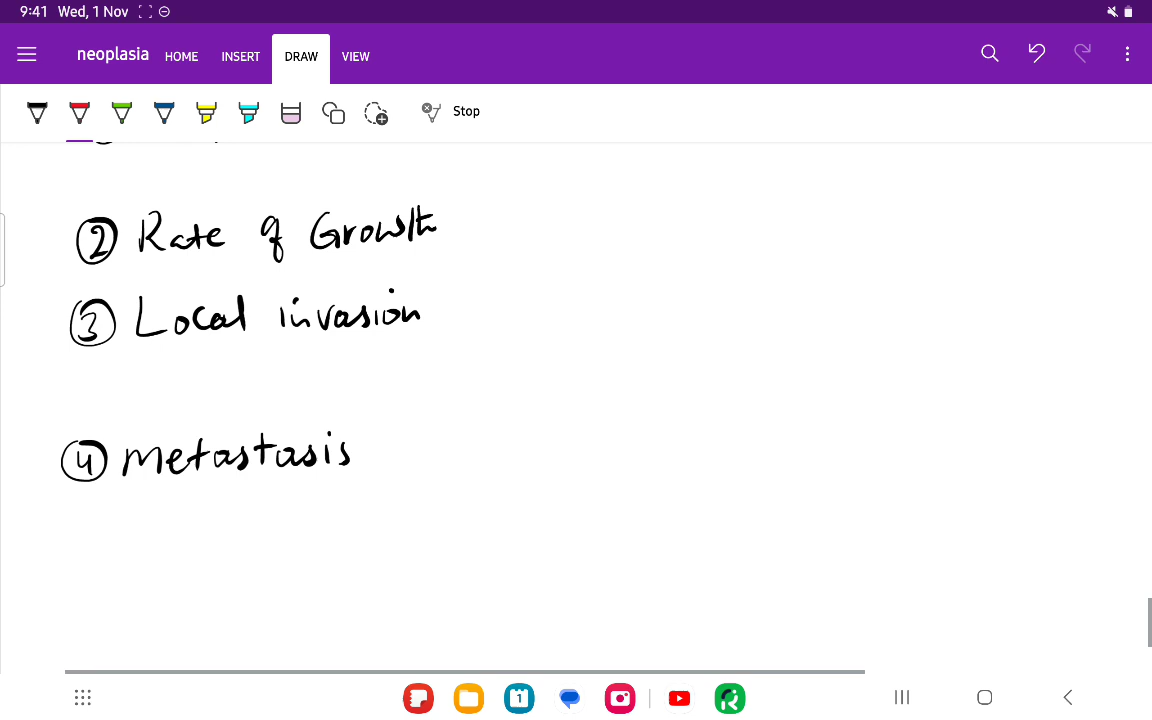 9:41 Wed, 1 Nov
neoplasia HOME INSERT DRAW VIEW
Stop
② Rate of Growth
③ Local invasion
④ Metastasis
1